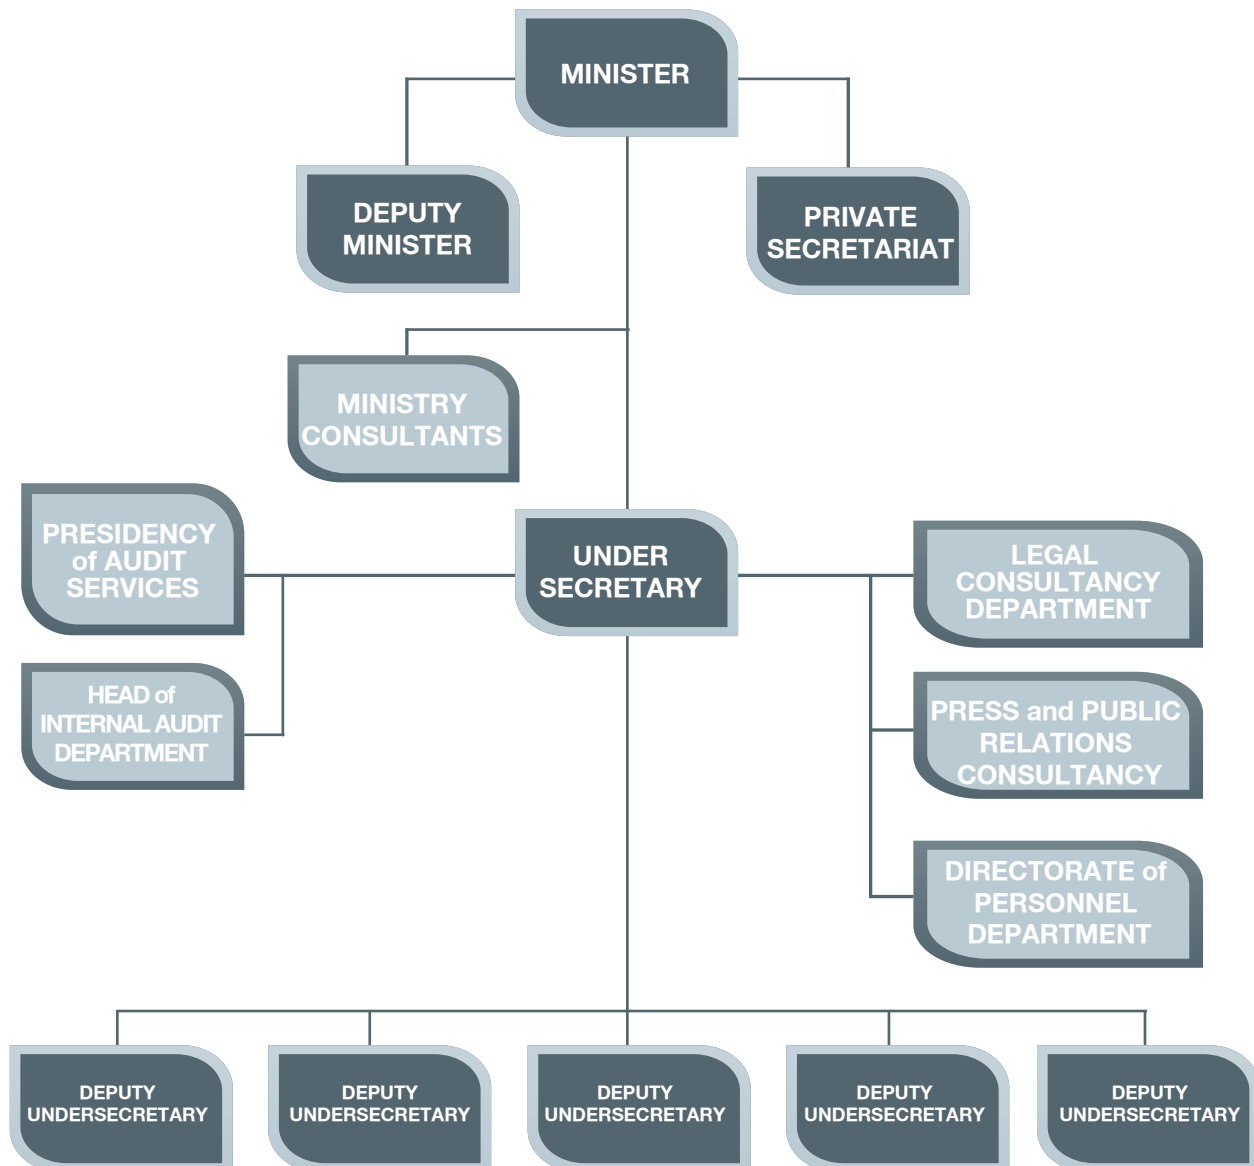 MINISTER
DEPUTY
MINISTER
PRIVATE
SECRETARIAT
MINISTRY
CONSULTANTS
PRESIDENCY
of AUDIT
SERVICES
UNDER
SECRETARY
LEGAL
CONSULTANCY
DEPARTMENT
HEAD of
INTERNAL AUDIT
DEPARTMENT
PRESS and PUBLIC
RELATIONS
CONSULTANCY
DIRECTORATE of
PERSONNEL
DEPARTMENT
DEPUTY
UNDERSECRETARY
DEPUTY
UNDERSECRETARY
DEPUTY
UNDERSECRETARY
DEPUTY
UNDERSECRETARY
DEPUTY
UNDERSECRETARY